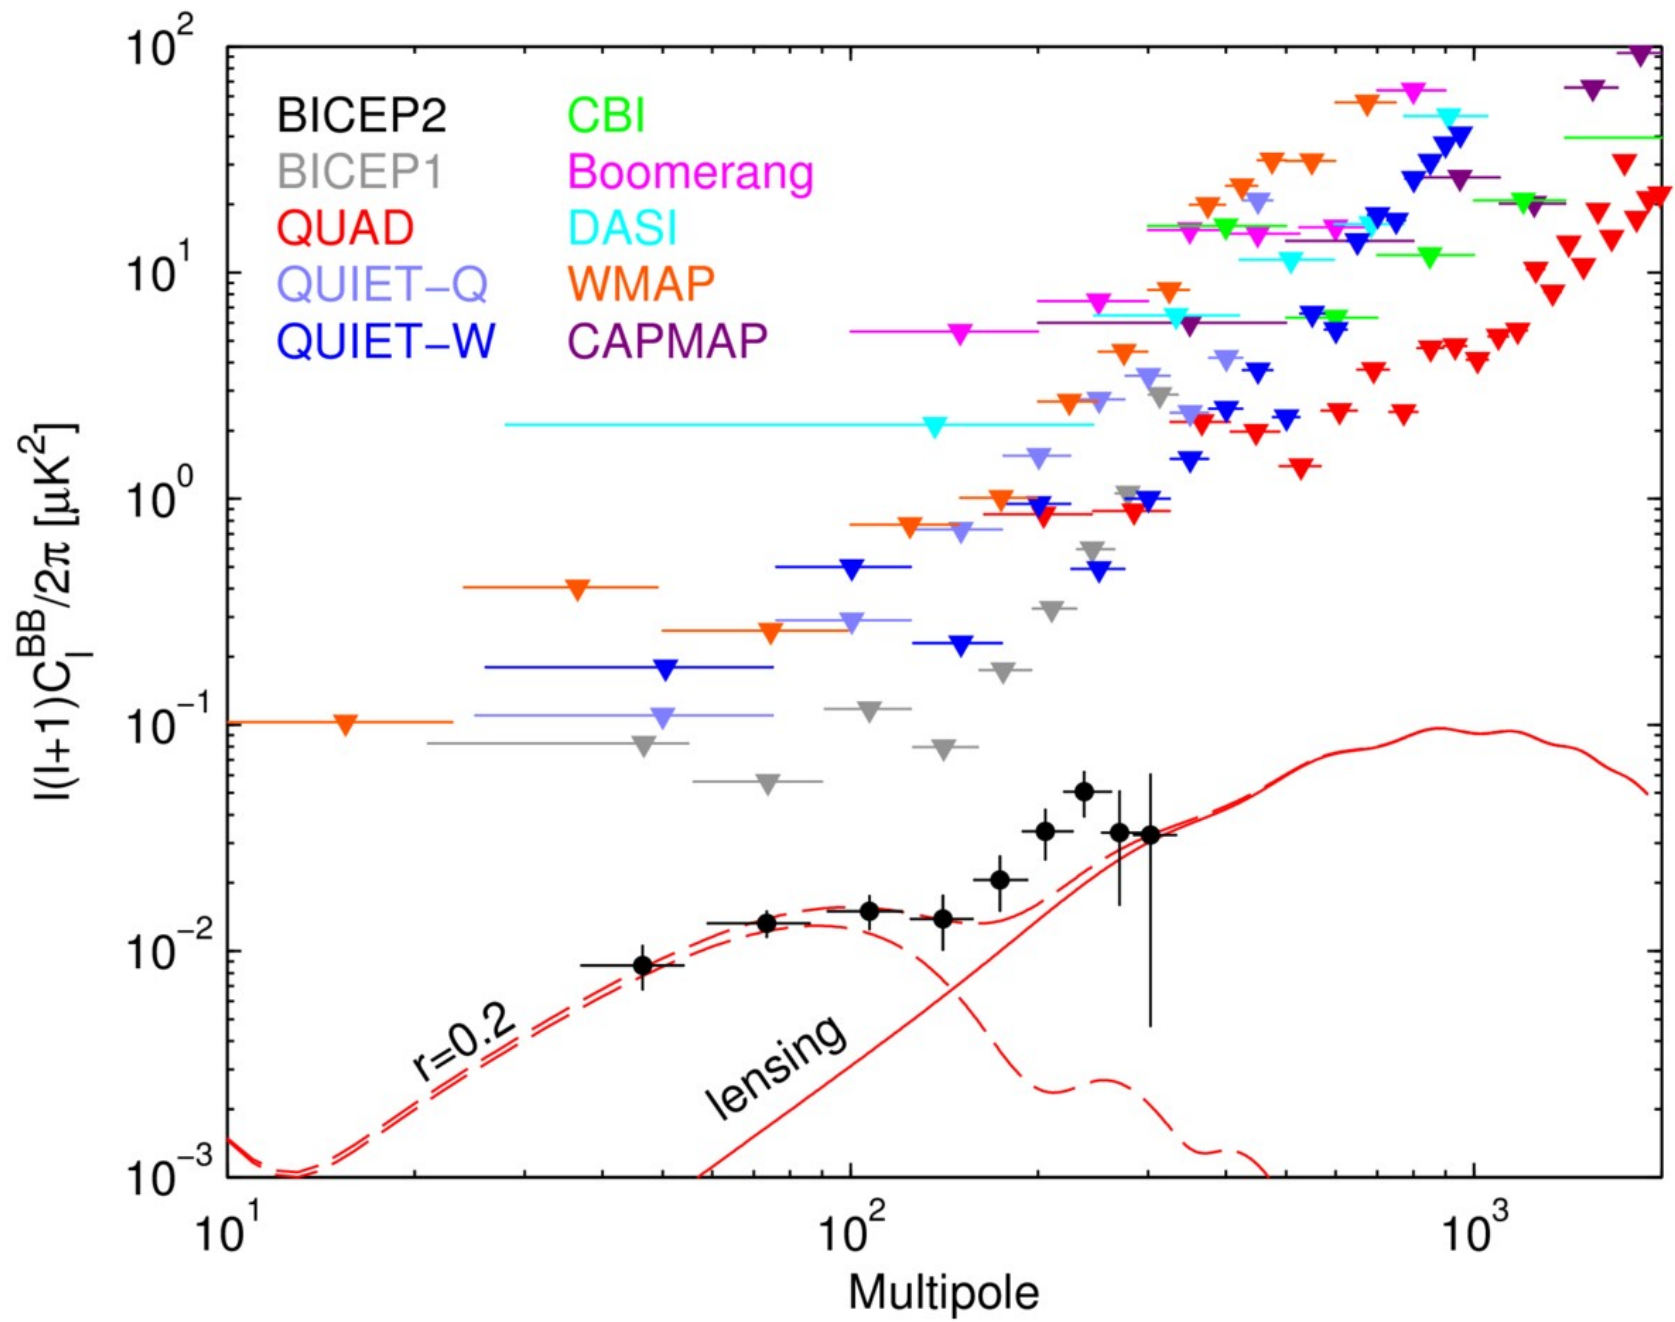 10²
10¹
10⁰
10⁻¹
10⁻²
10⁻³
l(l+1)C_l^BB/2π [μK²]
BICEP2
BICEP1
QUAD
QUIET−Q
QUIET−W
CBI
Boomerang
DASI
WMAP
CAPMAP
r=0.2
lensing
10¹
10²
10³
Multipole